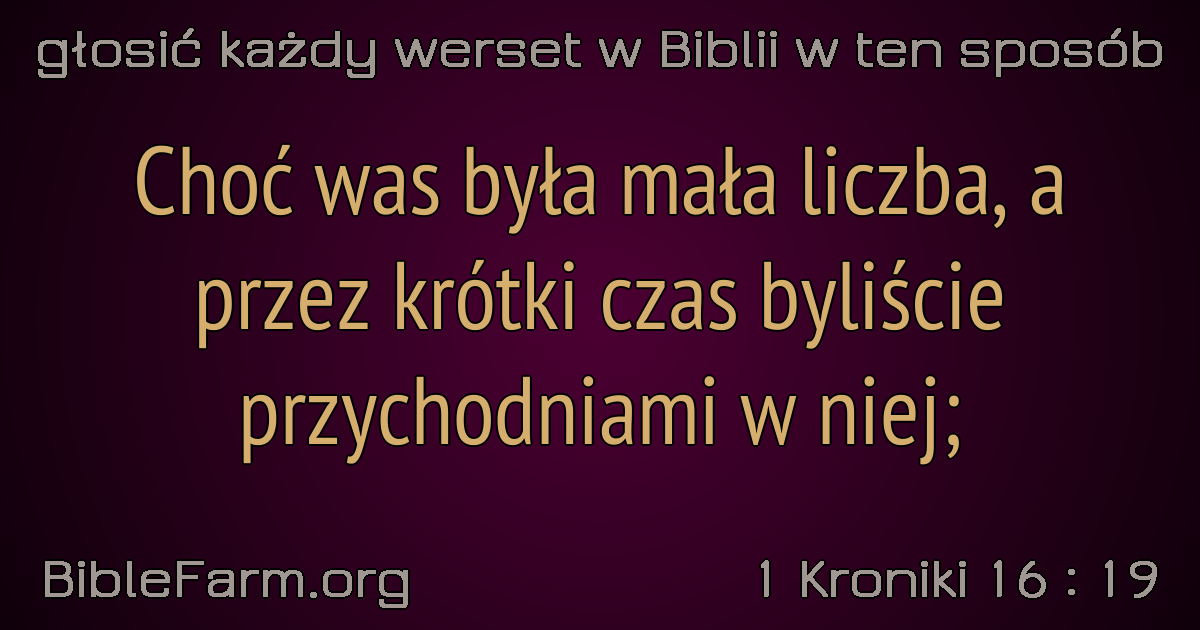 głosić każdy werset w Biblii w ten sposób
Choć was była mała liczba, a
przez krótki czas byliście
przychodniami w niej;
BibleFarm.org
1 Kroniki 16 : 19